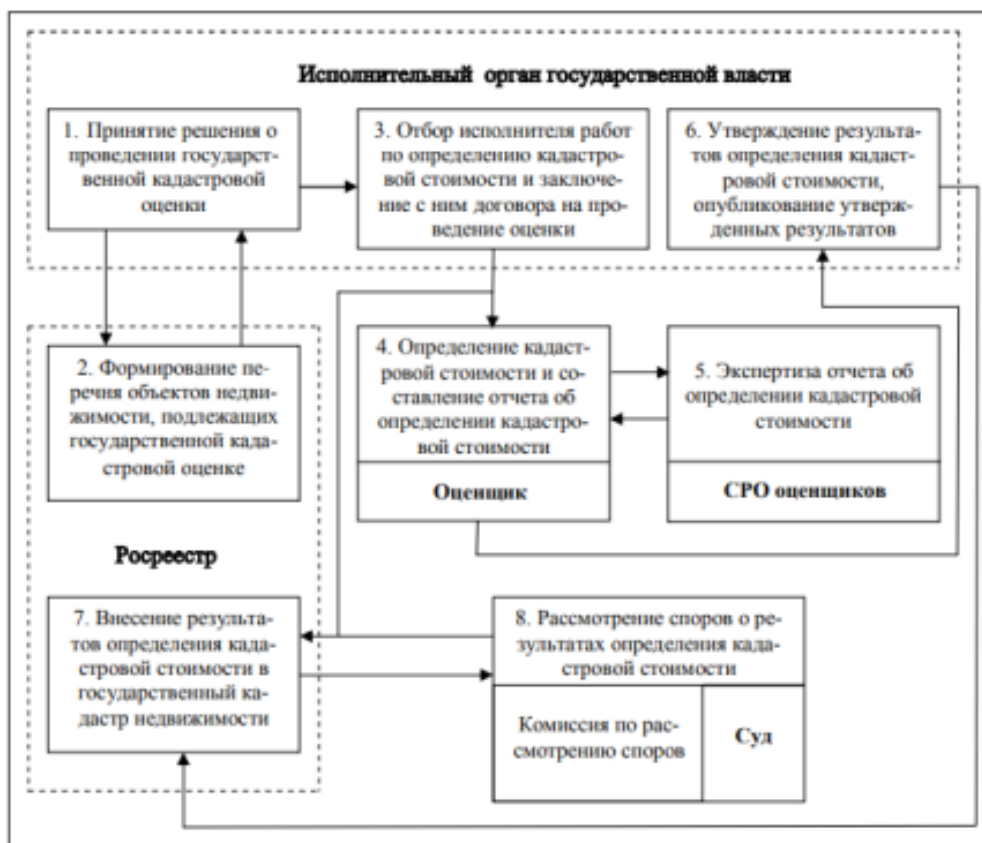 Исполнительный орган государственной власти
1. Принятие решения о
проведении государст-
венной кадастровой
оценки
3. Отбор исполнителя работ
по определению кадастро-
вой стоимости и заключе-
ние с ним договора на про-
ведение оценки
6. Утверждение результа-
тов определения кадаст-
ровой стоимости,
опубликование утверж-
денных результатов
2. Формирование пе-
речня объектов недви-
жимости, подлежащих
государственной када-
стровой оценке
4. Определение кадаст-
ровой стоимости и со-
ставление отчета об
определении кадастро-
вой стоимости
Оценщик
5. Экспертиза отчета об
определении кадастровой
стоимости
СРО оценщиков
Росреестр
7. Внесение результа-
тов определения када-
стровой стоимости в
государственный ка-
дастр недвижимости
8. Рассмотрение споров о ре-
зультатах определения када-
стровой стоимости
Комиссия по рас-
смотрению споров
Суд